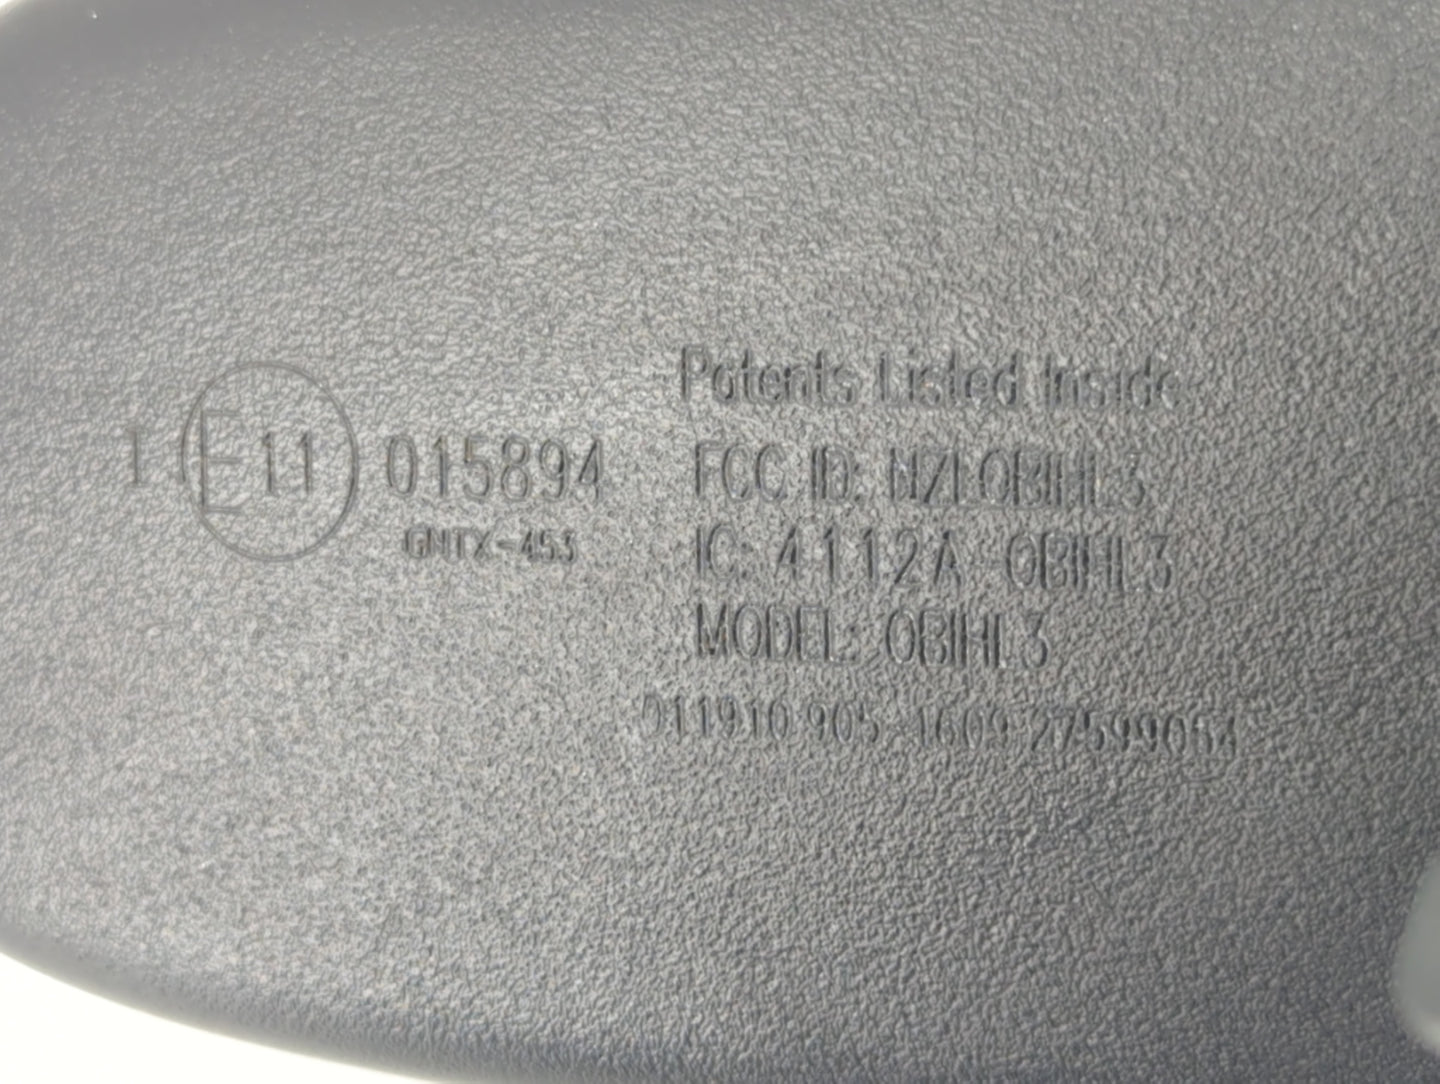 I E11 015894
GNTX-453
Patents Listed Inside
FCC ID: NZLOBIHL3
IC: 4112A-OBIHL3
MODEL: OBIHL3
011910 905 1609 27599054